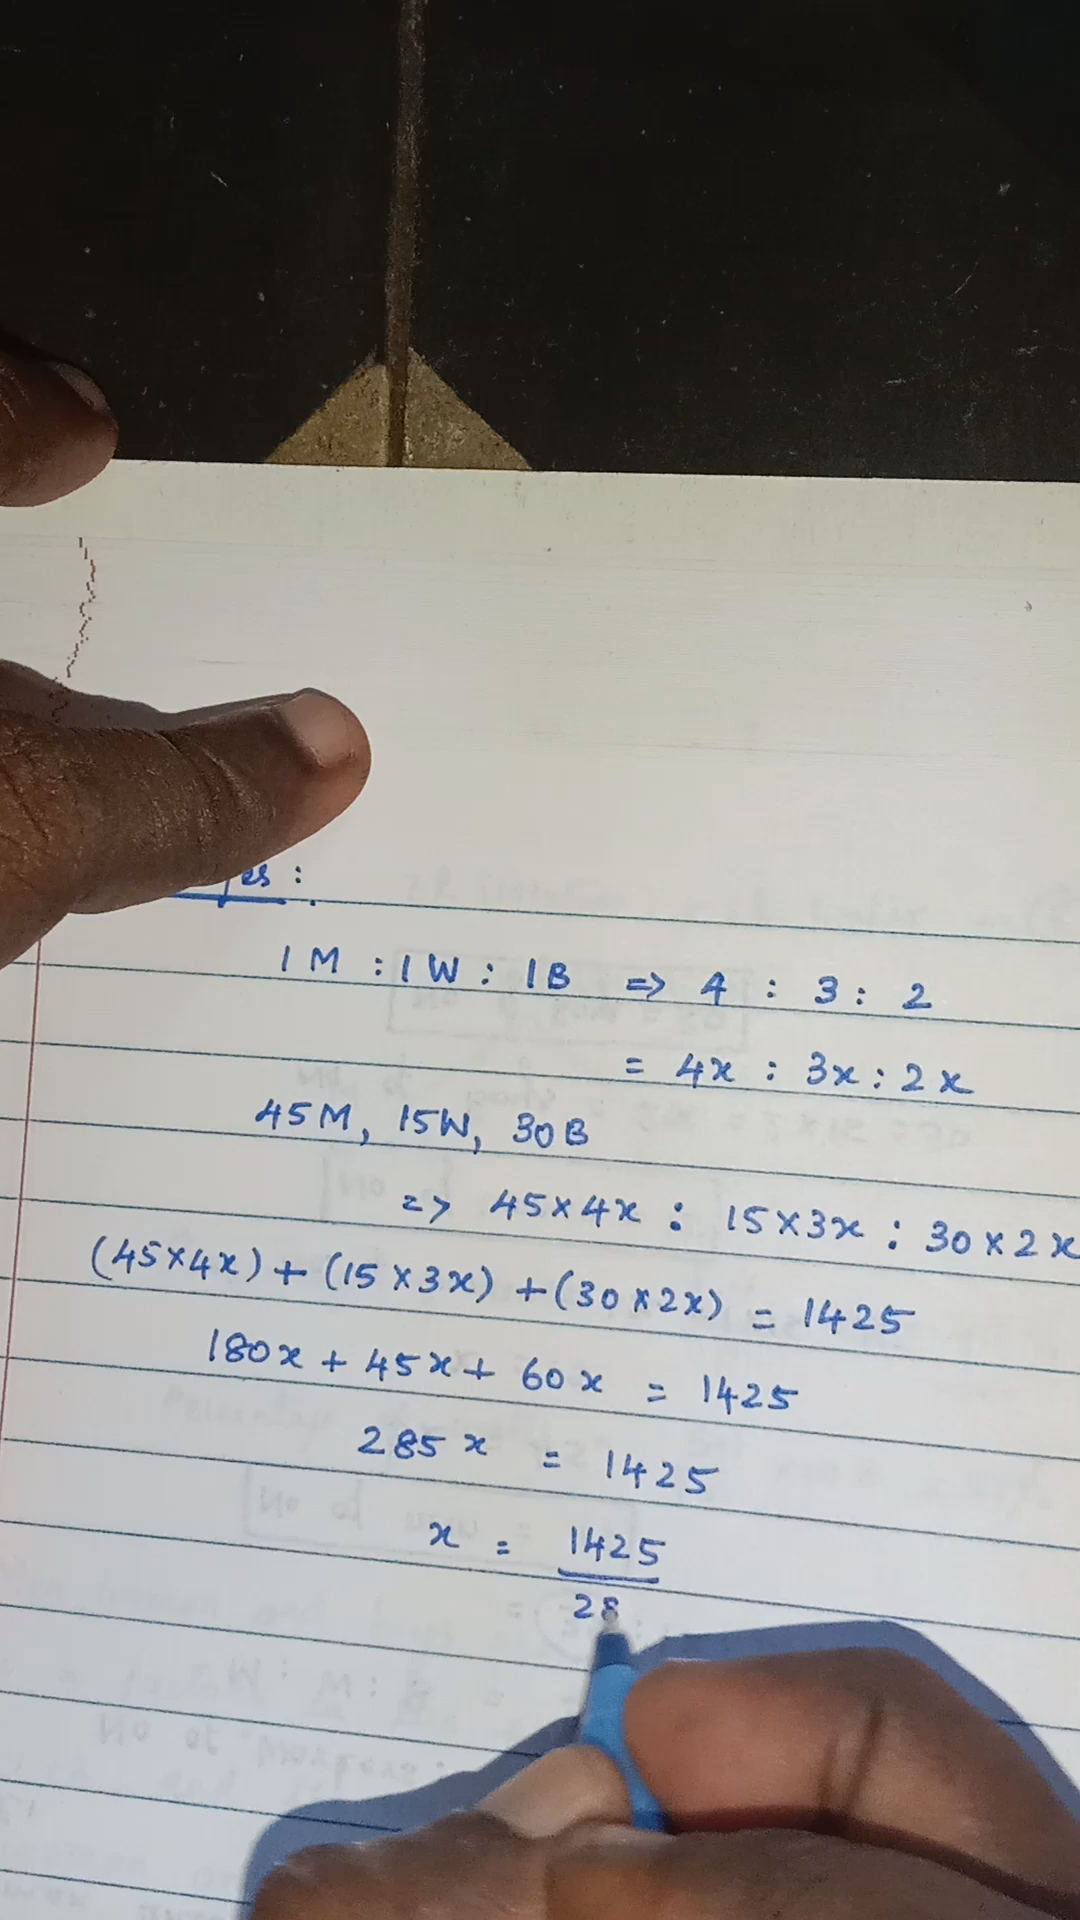 1M : 1W : 1B => 4 : 3 : 2
= 4x : 3x : 2x
45M, 15W, 30B
=> 45×4x : 15×3x : 30×2x
(45×4x) + (15×3x) + (30×2x) = 1425
180x + 45x + 60x = 1425
285x = 1425
x = 1425
28